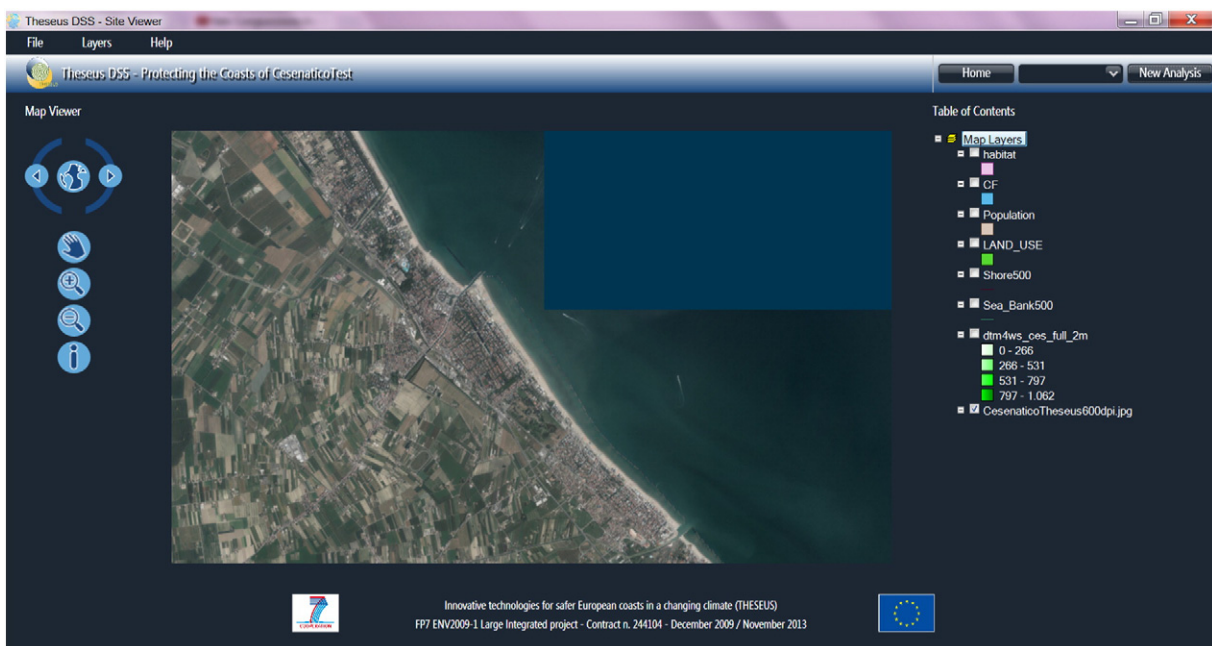 Theseus DSS - Site Viewer
File Layers Help
Theseus DSS - Protecting the Coasts of CesenaticoTest
Home New Analysis
Map Viewer
Table of Contents
Map Layers
habitat
CF
Population
LAND_USE
Shore500
Sea_Bank500
dtm4ws_ces_full_2m
0 - 266
266 - 531
531 - 797
797 - 1.062
CesenaticoTheseus600dpi.jpg
Innovative technologies for safer European coasts in a changing climate (THESEUS)
FP7 ENV2009-1 Large Integrated project - Contract n. 244104 - December 2009 / November 2013